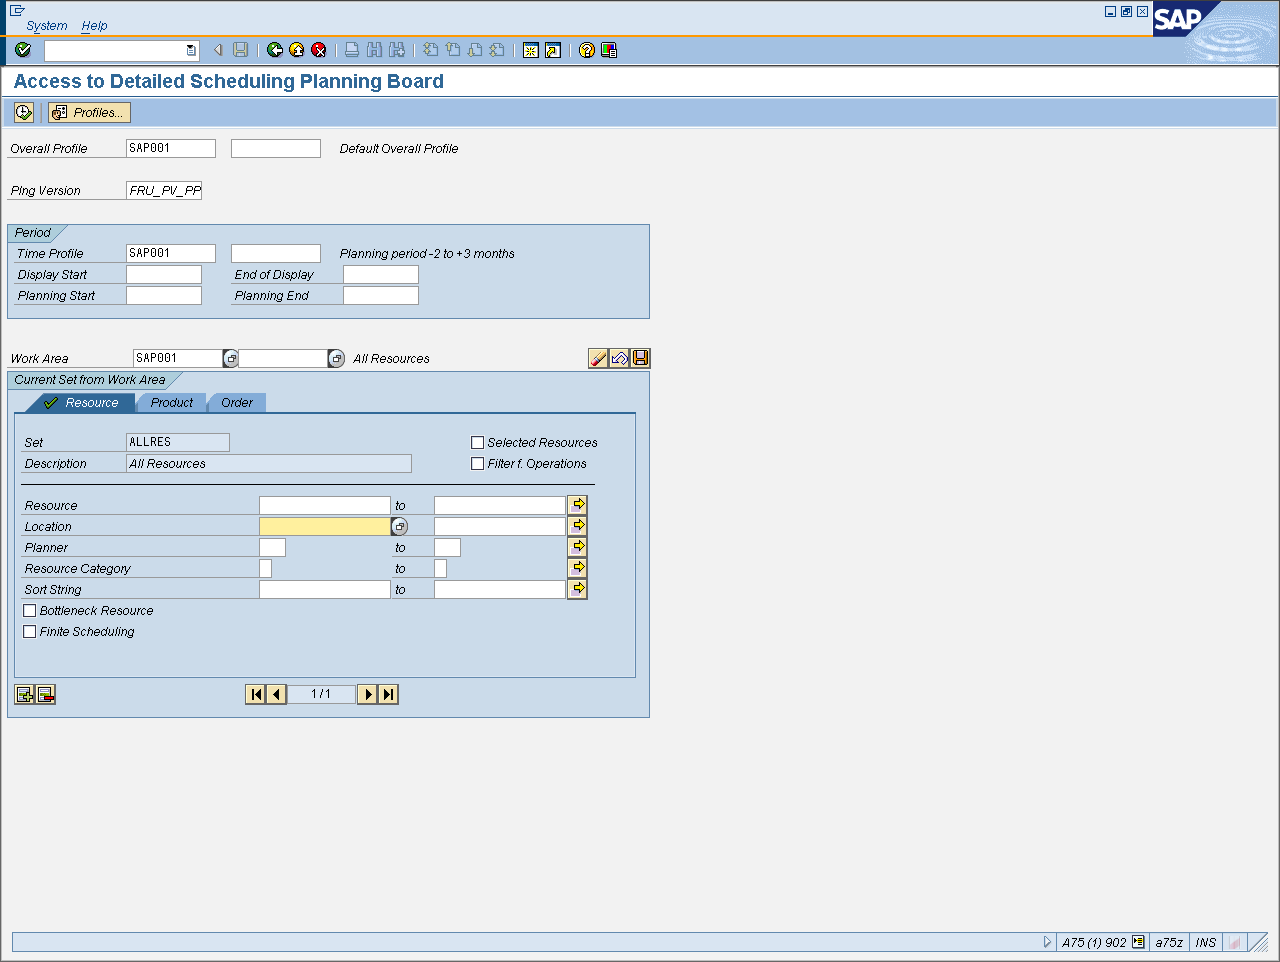 System Help
SAP
Access to Detailed Scheduling Planning Board
Profiles...
Overall Profile SAP001 Default Overall Profile
Plng Version FRU_PV_PP
Period
Time Profile SAP001 Planning period -2 to +3 months
Display Start End of Display
Planning Start Planning End
Work Area SAP001 All Resources
Current Set from Work Area
Resource Product Order
Set ALLRES Selected Resources
Description All Resources Filter f. Operations
Resource to
Location
Planner to
Resource Category to
Sort String to
Bottleneck Resource
Finite Scheduling
1 / 1
A75 (1) 902 a75z INS